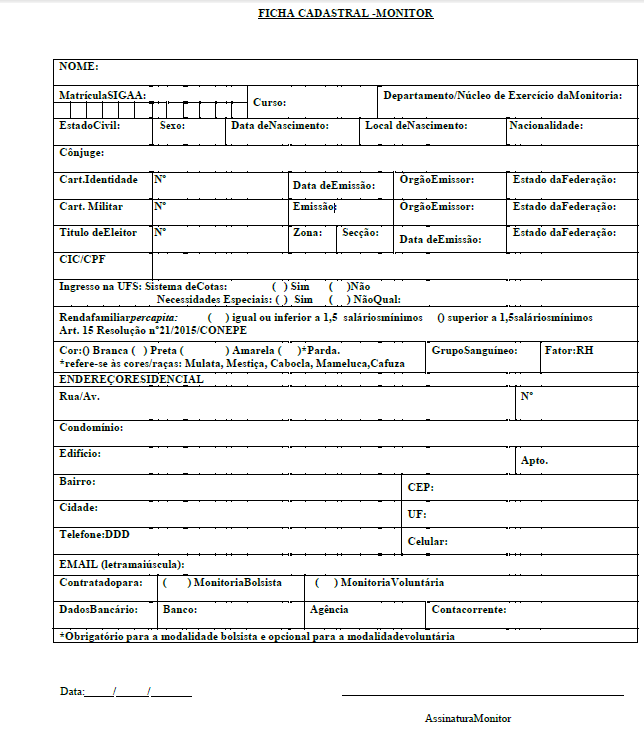 FICHA CADASTRAL -MONITOR
NOME:
MatrículaSIGAA:
Curso:
Departamento/Núcleo de Exercício daMonitoria:
EstadoCivil: Sexo: Data deNascimento: Local deNascimento: Nacionalidade:
Cônjuge:
Cart.Identidade Nº Data deEmissão: OrgãoEmissor: Estado daFederação:
Cart. Militar Nº Emissão: OrgãoEmissor: Estado daFederação:
Título deEleitor Nº Zona: Secção: Data deEmissão: Estado daFederação:
CIC/CPF
Ingresso na UFS: Sistema deCotas: ( ) Sim ( )Não
Necessidades Especiais: ( ) Sim ( ) NãoQual:
Rendafamiliarpercapita: ( ) igual ou inferior a 1,5 saláriosmínimos () superior a 1,5saláriosmínimos
Art. 15 Resolução nº21/2015/CONEPE
Cor:() Branca ( ) Preta ( ) Amarela ( )*Parda. GrupoSanguíneo: Fator:RH
*refere-se às cores/raças: Mulata, Mestiça, Cabocla, Mameluca,Cafuza
ENDEREÇORESIDENCIAL
Rua/Av. Nº
Condomínio:
Edifício: Apto.
Bairro: CEP:
Cidade: UF:
Telefone:DDD Celular:
EMAIL (letramaiúscula):
Contratadopara: ( ) MonitoriaBolsista ( ) MonitoriaVoluntária
DadosBancário: Banco: Agência Contacorrente:
*Obrigatório para a modalidade bolsista e opcional para a modalidadevoluntária
Data:_____/_____/_______
AssinaturaMonitor